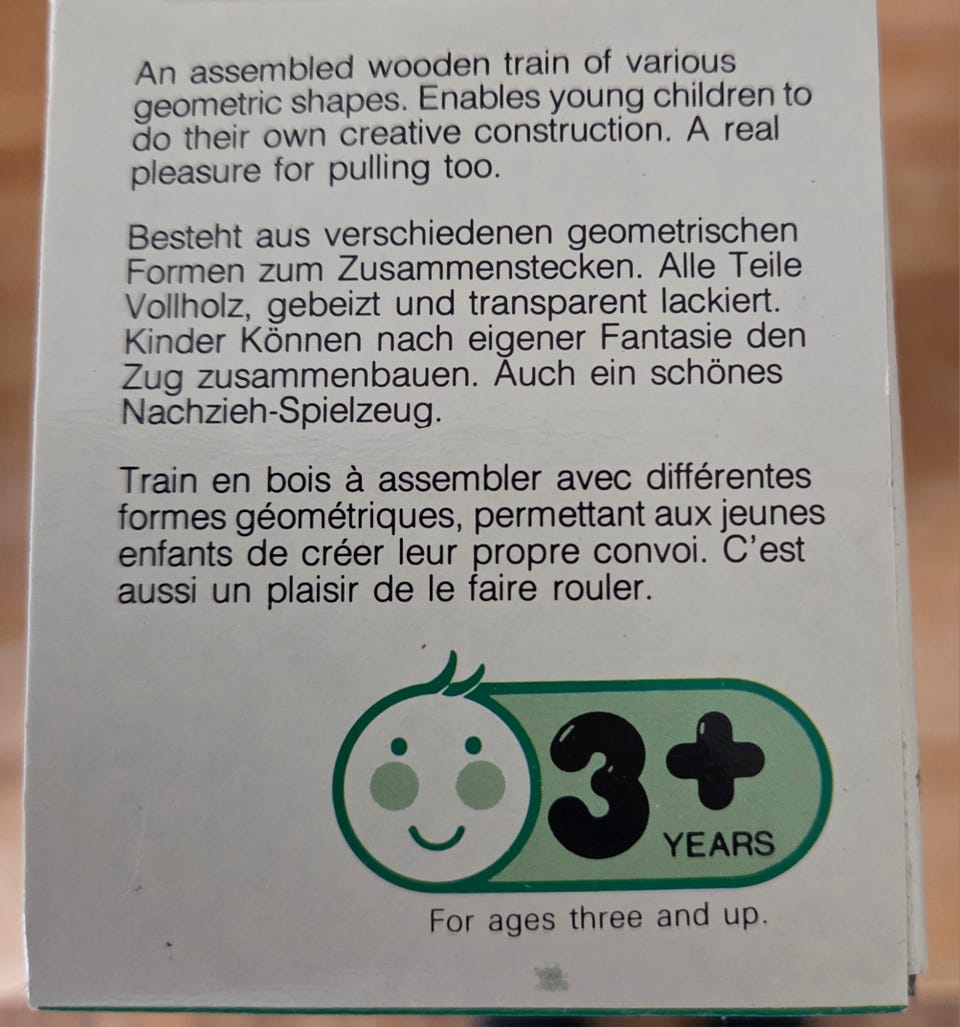 An assembled wooden train of various
geometric shapes. Enables young children to
do their own creative construction. A real
pleasure for pulling too.
Besteht aus verschiedenen geometrischen
Formen zum Zusammenstecken. Alle Teile
Vollholz, gebeizt und transparent lackiert.
Kinder Können nach eigener Fantasie den
Zug zusammenbauen. Auch ein schönes
Nachzieh-Spielzeug.
Train en bois à assembler avec différentes
formes géométriques, permettant aux jeunes
enfants de créer leur propre convoi. C'est
aussi un plaisir de le faire rouler.
3+
YEARS
For ages three and up.